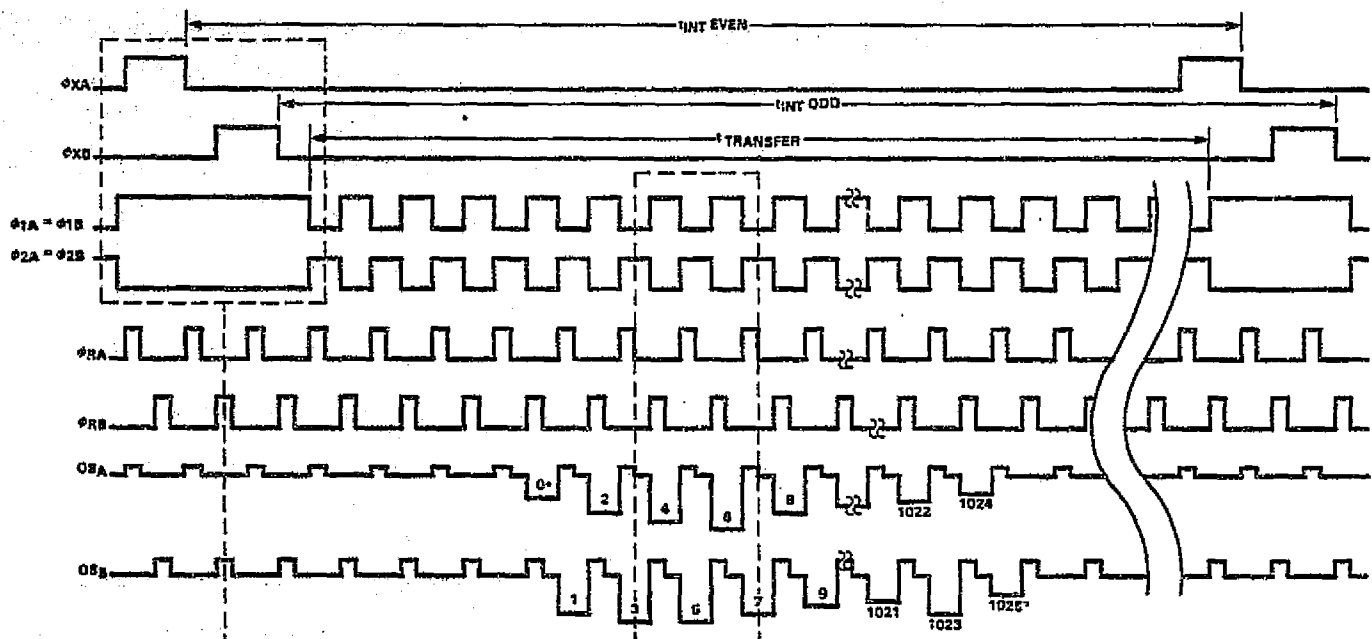 tINT EVEN
ϕXA
tINT ODD
ϕXB
tTRANSFER
ϕ1A = ϕ1B
ϕ2A = ϕ2B
ϕRA
ϕRB
OSA
0*
2
4
6
8
1022
1024
OSB
1
3
5
7
9
1021
1023
1025*